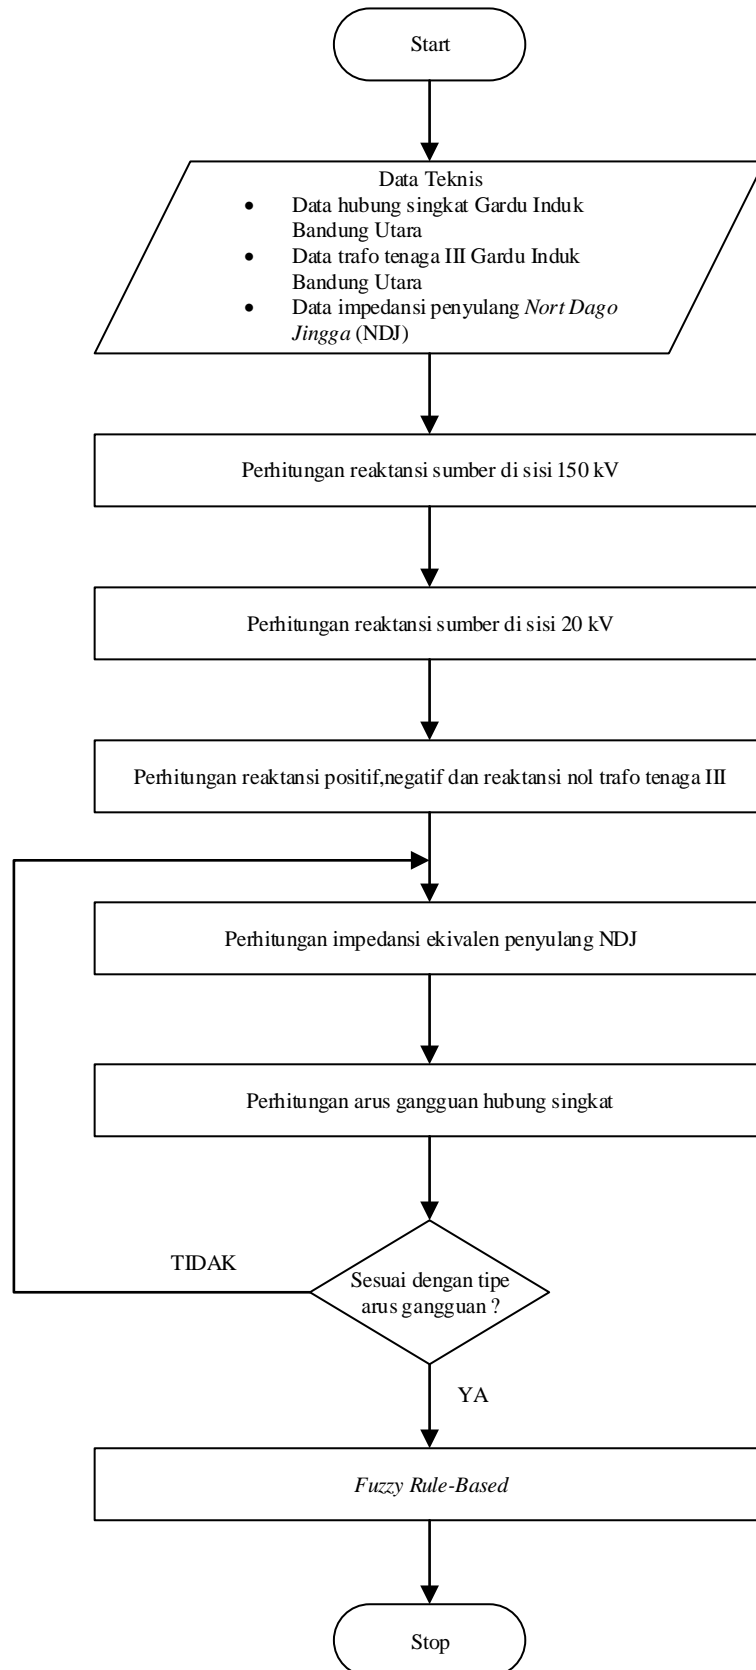 Start
Data Teknis
• Data hubung singkat Gardu Induk
Bandung Utara
• Data trafo tenaga III Gardu Induk
Bandung Utara
• Data impedansi penyulang Nort Dago
Jingga (NDJ)
Perhitungan reaktansi sumber di sisi 150 kV
Perhitungan reaktansi sumber di sisi 20 kV
Perhitungan reaktansi positif,negatif dan reaktansi nol trafo tenaga III
Perhitungan impedansi ekivalen penyulang NDJ
Perhitungan arus gangguan hubung singkat
TIDAK
Sesuai dengan tipe
arus gangguan ?
YA
Fuzzy Rule-Based
Stop